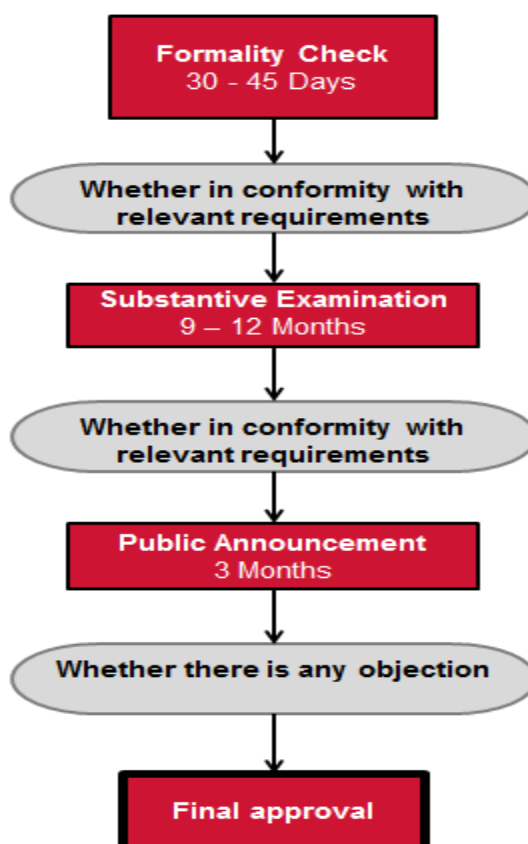 Formality Check
30 - 45 Days
Whether in conformity with
relevant requirements
Substantive Examination
9 – 12 Months
Whether in conformity with
relevant requirements
Public Announcement
3 Months
Whether there is any objection
Final approval